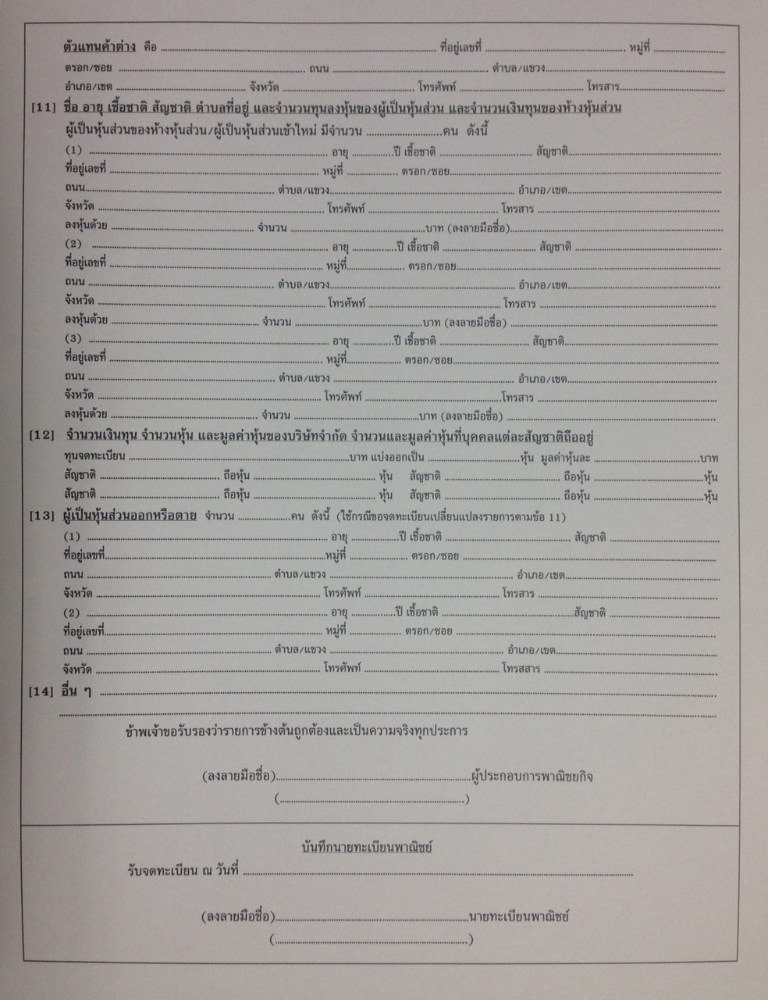 ตัวแทนค้าต่าง คือ ........................ ที่อยู่เลขที่ ........................ หมู่ที่ ........................
ตรอก/ซอย ........................ ถนน ........................ ตำบล/แขวง........................
อำเภอ/เขต ........................ จังหวัด ........................ โทรศัพท์ ........................ โทรสาร........................
[11] ชื่อ อายุ เชื้อชาติ สัญชาติ ตำบลที่อยู่ และจำนวนทุนลงหุ้นของผู้เป็นหุ้นส่วน และจำนวนเงินทุนของห้างหุ้นส่วน
ผู้เป็นหุ้นส่วนของห้างหุ้นส่วน/ผู้เป็นหุ้นส่วนเข้าใหม่ มีจำนวน ........................คน ดังนี้
(1) ........................ อายุ ............ปี เชื้อชาติ ........................ สัญชาติ........................
ที่อยู่เลขที่ ........................ หมู่ที่ ............ ตรอก/ซอย........................
ถนน........................ ตำบล/แขวง........................ อำเภอ/เขต........................
จังหวัด ........................ โทรศัพท์ ........................ โทรสาร ........................
ลงหุ้นด้วย ........................ จำนวน ........................บาท (ลงลายมือชื่อ)........................
(2) ........................ อายุ ............ปี เชื้อชาติ ........................ สัญชาติ ........................
ที่อยู่เลขที่ ........................ หมู่ที่............ ตรอก/ซอย........................
ถนน ........................ ตำบล/แขวง........................ อำเภอ/เขต........................
จังหวัด ........................ โทรศัพท์ ........................ โทรสาร ........................
ลงหุ้นด้วย ........................ จำนวน ........................บาท (ลงลายมือชื่อ) ........................
(3) ........................ อายุ ............ปี เชื้อชาติ ........................ สัญชาติ........................
ที่อยู่เลขที่ ........................ หมู่ที่............ ตรอก/ซอย........................
ถนน ........................ ตำบล/แขวง ........................ อำเภอ/เขต........................
จังหวัด ........................ โทรศัพท์ ........................โทรสาร ........................
ลงหุ้นด้วย ........................ จำนวน ........................บาท (ลงลายมือชื่อ) ........................
[12] จำนวนเงินทุน จำนวนหุ้น และมูลค่าหุ้นของบริษัทจำกัด จำนวนและมูลค่าหุ้นที่บุคคลแต่ละสัญชาติถืออยู่
ทุนจดทะเบียน ........................บาท แบ่งออกเป็น ........................หุ้น มูลค่าหุ้นละ ........................บาท
สัญชาติ ........................ ถือหุ้น ........................ หุ้น สัญชาติ ........................ ถือหุ้น ........................หุ้น
สัญชาติ ........................ ถือหุ้น ........................ หุ้น สัญชาติ ........................ ถือหุ้น ........................หุ้น
[13] ผู้เป็นหุ้นส่วนออกหรือตาย จำนวน ............คน ดังนี้ (ใช้กรณีขอจดทะเบียนเปลี่ยนแปลงรายการตามข้อ 11)
(1) ........................ อายุ ............ปี เชื้อชาติ ........................ สัญชาติ ........................
ที่อยู่เลขที่........................หมู่ที่ ............ ตรอก/ซอย ........................
ถนน ........................ ตำบล/แขวง ........................ อำเภอ/เขต........................
จังหวัด ........................ โทรศัพท์ ........................ โทรสาร ........................
(2) ........................ อายุ ............ปี เชื้อชาติ ........................สัญชาติ ........................
ที่อยู่เลขที่........................ หมู่ที่ ............ ตรอก/ซอย ........................
ถนน ........................ ตำบล/แขวง ........................ อำเภอ/เขต........................
จังหวัด ........................ โทรศัพท์ ........................ โทรสสาร ........................
[14] อื่น ๆ ........................
........................
ข้าพเจ้าขอรับรองว่ารายการข้างต้นถูกต้องและเป็นความจริงทุกประการ
(ลงลายมือชื่อ)........................ผู้ประกอบการพาณิชยกิจ
(........................)
บันทึกนายทะเบียนพาณิชย์
รับจดทะเบียน ณ วันที่ ........................
(ลงลายมือชื่อ)........................นายทะเบียนพาณิชย์
(........................)